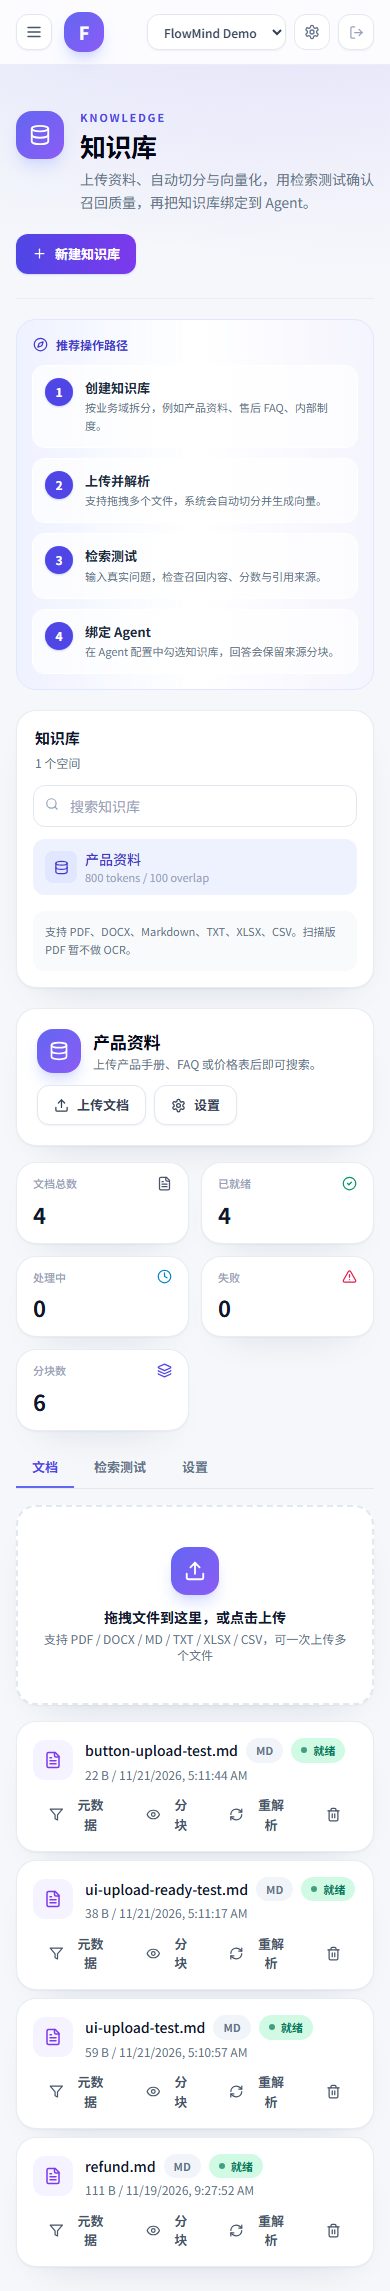 F
FlowMind Demo
KNOWLEDGE
知识库
上传资料、自动切分与向量化，用检索测试确认
召回质量，再把知识库绑定到 Agent。
新建知识库
推荐操作路径
1
创建知识库
按业务域拆分，例如产品资料、售后 FAQ、内部制
度。
2
上传并解析
支持拖拽多个文件，系统会自动切分并生成向量。
3
检索测试
输入真实问题，检查召回内容、分数与引用来源。
4
绑定 Agent
在 Agent 配置中勾选知识库，回答会保留来源分块。
知识库
1 个空间
搜索知识库
产品资料
800 tokens / 100 overlap
支持 PDF、DOCX、Markdown、TXT、XLSX、CSV。扫描版
PDF 暂不做 OCR。
产品资料
上传产品手册、FAQ 或价格表后即可搜索。
上传文档
设置
文档总数
4
已就绪
4
处理中
0
失败
0
分块数
6
文档 检索测试 设置
拖拽文件到这里，或点击上传
支持 PDF / DOCX / MD / TXT / XLSX / CSV，可一次上传多
个文件
button-upload-test.md MD 就绪
22 B / 11/21/2026, 5:11:44 AM
元数
据
分
块
重解
析
ui-upload-ready-test.md MD 就绪
38 B / 11/21/2026, 5:11:17 AM
元数
据
分
块
重解
析
ui-upload-test.md MD 就绪
59 B / 11/21/2026, 5:10:57 AM
元数
据
分
块
重解
析
refund.md MD 就绪
111 B / 11/19/2026, 9:27:52 AM
元数
据
分
块
重解
析